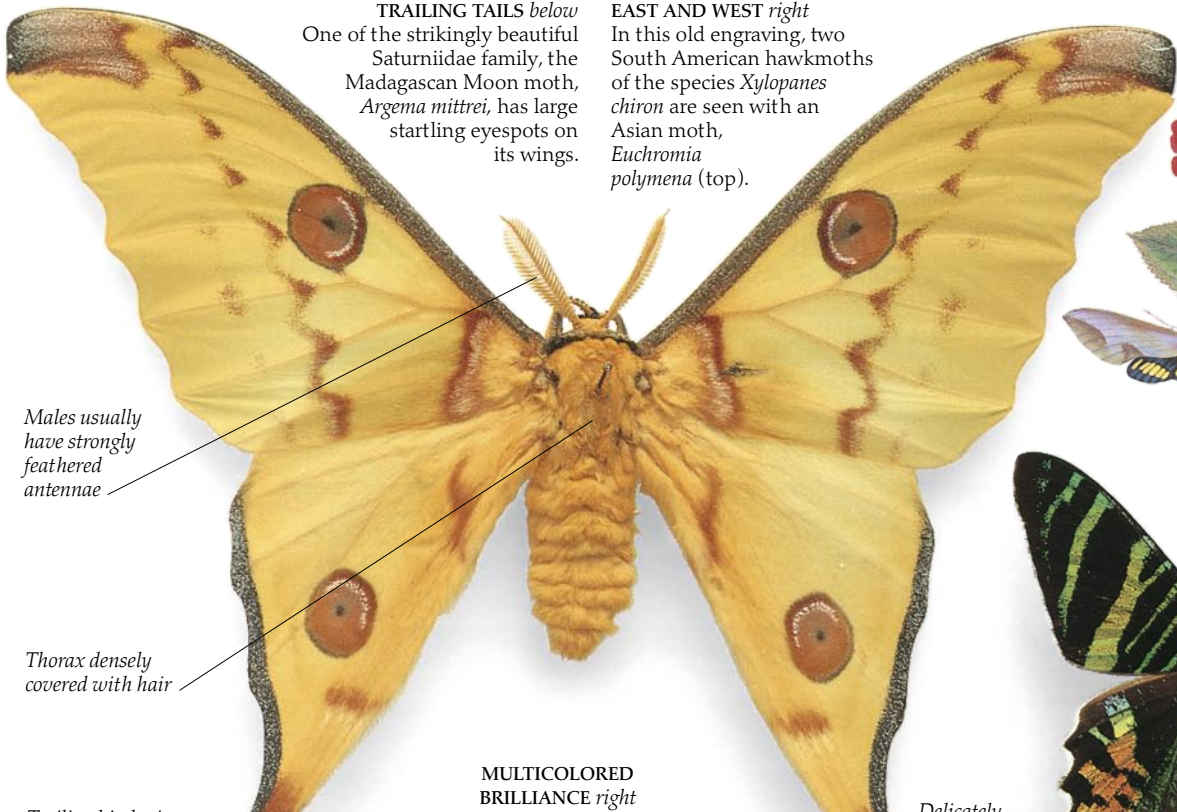 TRAILING TAILS below
One of the strikingly beautiful
Saturniidae family, the
Madagascan Moon moth,
Argema mittrei, has large
startling eyespots on
its wings.
EAST AND WEST right
In this old engraving, two
South American hawkmoths
of the species Xylopanes
chiron are seen with an
Asian moth,
Euchromia
polymena (top).
Males usually
have strongly
feathered
antennae
Thorax densely
covered with hair
MULTICOLORED
BRILLIANCE right
Delicately